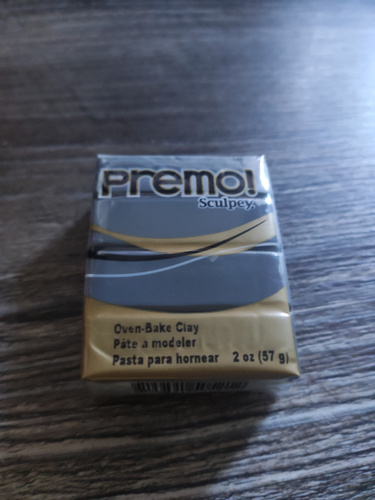 Premo!
Sculpey.
Oven-Bake Clay
Pâte à modeler
Pasta para hornear 2 oz (57 g)